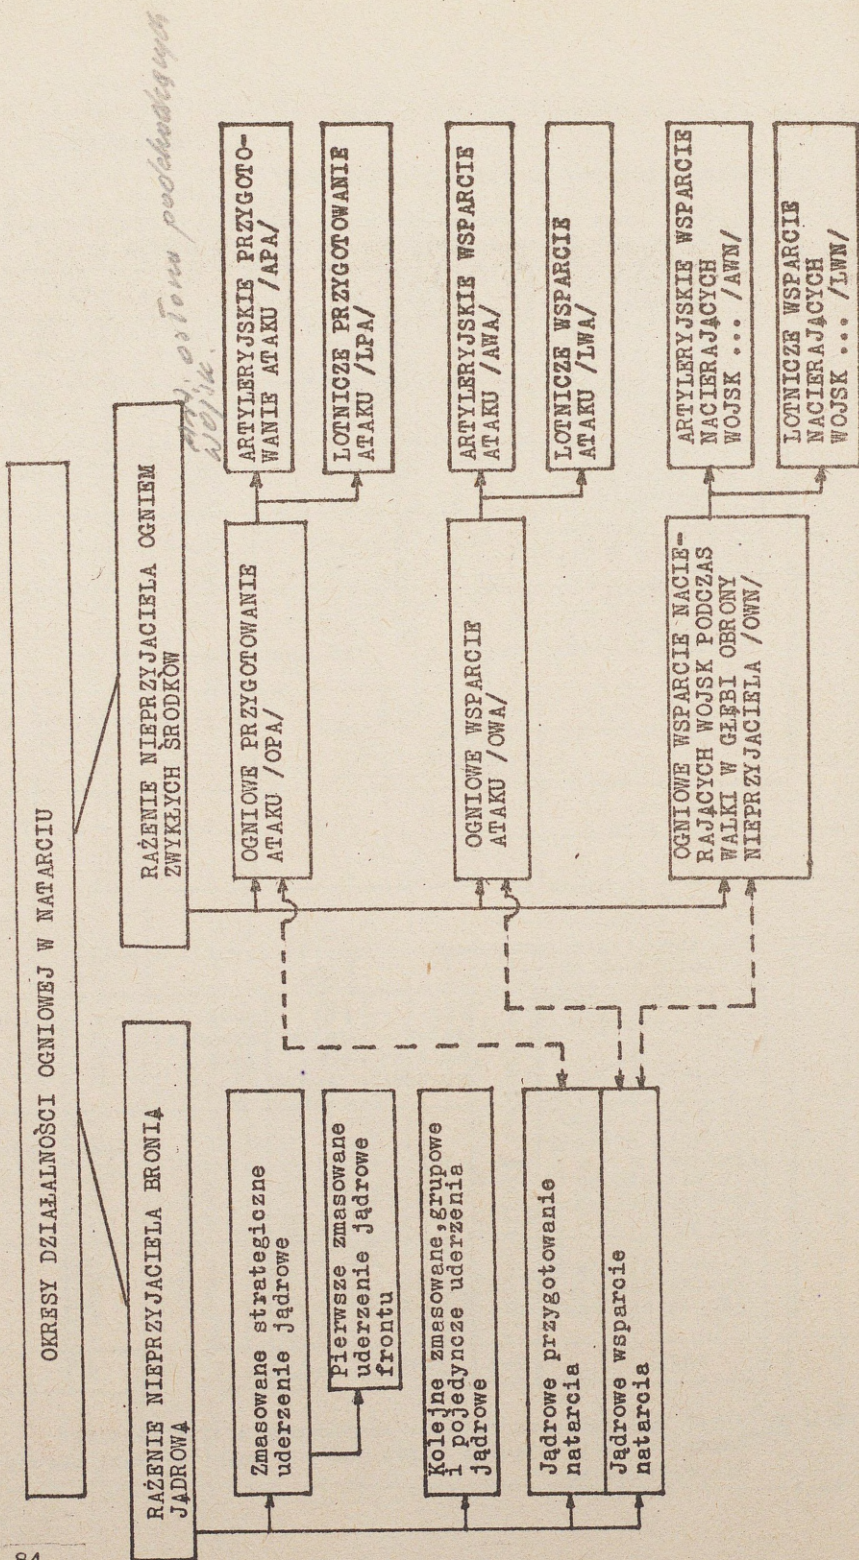 OKRESY DZIAŁALNOŚCI OGNIOWEJ W NATARCIU
RAŻENIE NIEPRZYJACIELA BRONIĄ
JĄDROWĄ
Zmasowane strategiczne
uderzenie jądrowe
Pierwsze zmasowane
uderzenie jądrowe
frontu
Kolejne zmasowane,grupowe
i pojedyncze uderzenia
jądrowe
Jądrowe przygotowanie
natarcia
Jądrowe wsparcie
natarcia
RAŻENIE NIEPRZYJACIELA OGNIEM
ZWYKŁYCH ŚRODKÓW
osłona podchodzących
wojsk.
OGNIOWE PRZYGOTOWANIE
ATAKU /OPA/
ARTYLERYJSKIE PRZYGOTO-
WANIE ATAKU /APA/
LOTNICZE PRZYGOTOWANIE
ATAKU /LPA/
OGNIOWE WSPARCIE
ATAKU /OWA/
ARTYLERYJSKIE WSPARCIE
ATAKU /AWA/
LOTNICZE WSPARCIE
ATAKU /LWA/
OGNIOWE WSPARCIE NACIE-
RAJĄCYCH WOJSK PODCZAS
WALKI W GŁĘBI OBRONY
NIEPRZYJACIELA /OWN/
ARTYLERYJSKIE WSPARCIE
NACIERAJĄCYCH
WOJSK ... /AWN/
LOTNICZE WSPARCIE
NACIERAJĄCYCH
WOJSK ... /LWN/
84